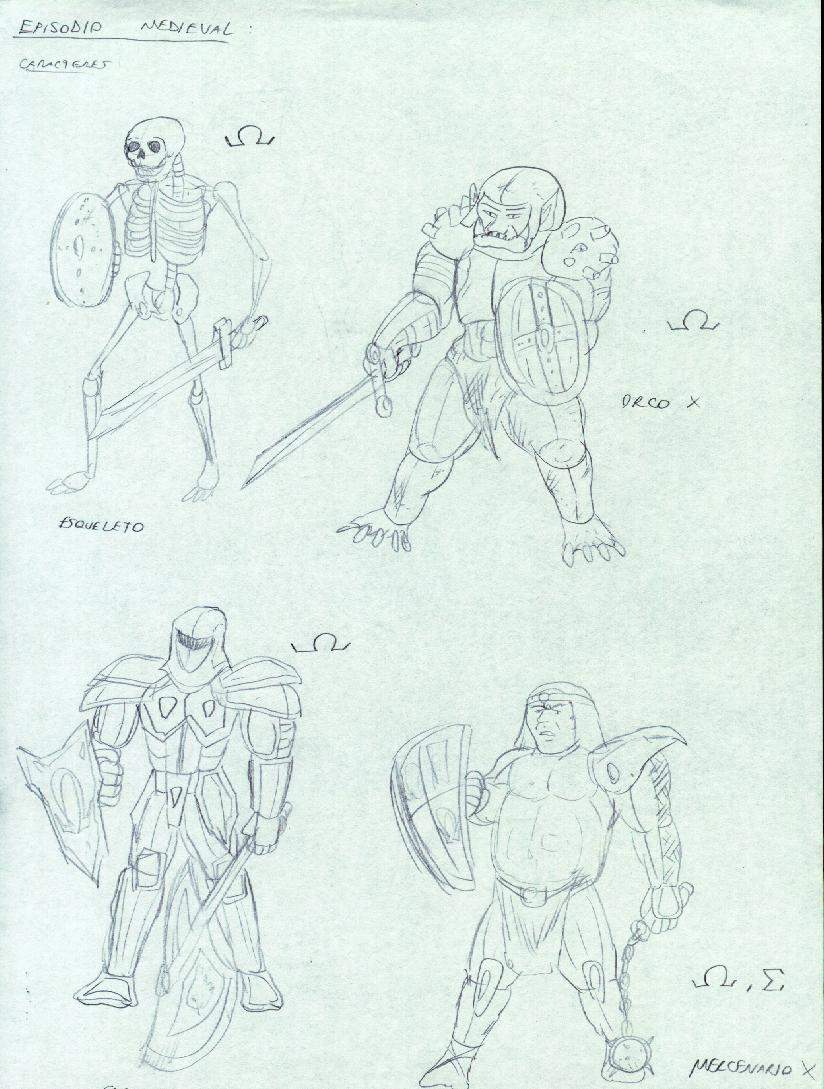 EPISODIO MEDIEVAL:
CARACTERES
Ω
Ω
ORCO X
ESQUELETO
Ω
Ω, Σ
MERCENARIO X